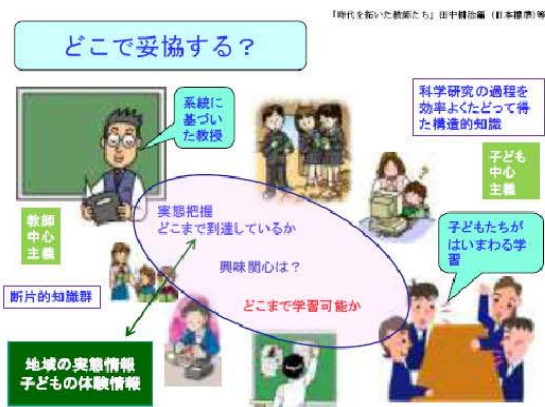 『時代を拓いた教師たち』田中耕治編（日本標準)等
どこで妥協する？
系統に
基づい
た教授
科学研究の過程を
効率よくたどって得
た構造的知識
子ども
中心
主義
教師
中心
主義
実態把握
どこまで到達しているか
興味関心は？
どこまで学習可能か
子どもたちが
はいまわる学
習
断片的知識群
地域の実態情報
子どもの体験情報